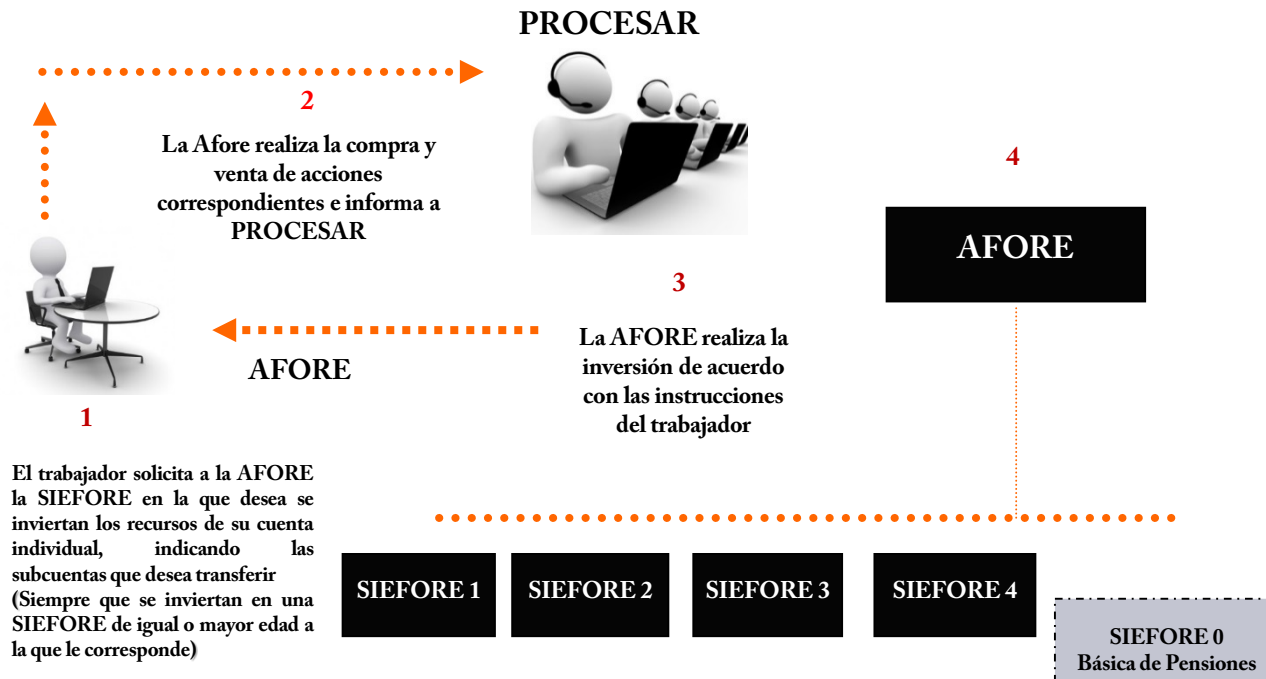 PROCESAR
2
La Afore realiza la compra y
venta de acciones
correspondientes e informa a
PROCESAR
4
AFORE
3
La AFORE realiza la
inversión de acuerdo
con las instrucciones
del trabajador
AFORE
1
El trabajador solicita a la AFORE
la SIEFORE en la que desea se
inviertan los recursos de su cuenta
individual, indicando las
subcuentas que desea transferir
(Siempre que se inviertan en una
SIEFORE de igual o mayor edad a
la que le corresponde)
SIEFORE 1
SIEFORE 2
SIEFORE 3
SIEFORE 4
SIEFORE 0
Básica de Pensiones